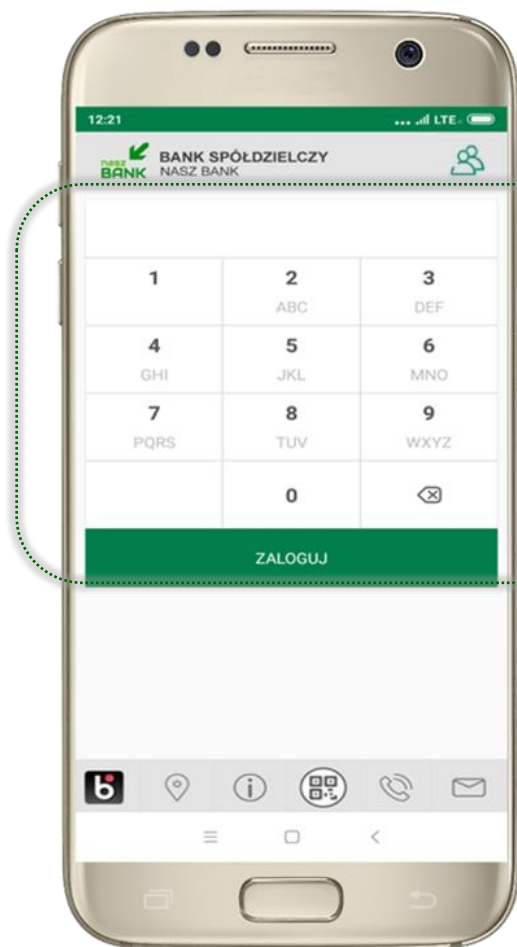 12:21 ... LTE
nasz BANK SPÓŁDZIELCZY
BANK NASZ BANK
1 2 3
ABC DEF
4 5 6
GHI JKL MNO
7 8 9
PQRS TUV WXYZ
0
ZALOGUJ
b i